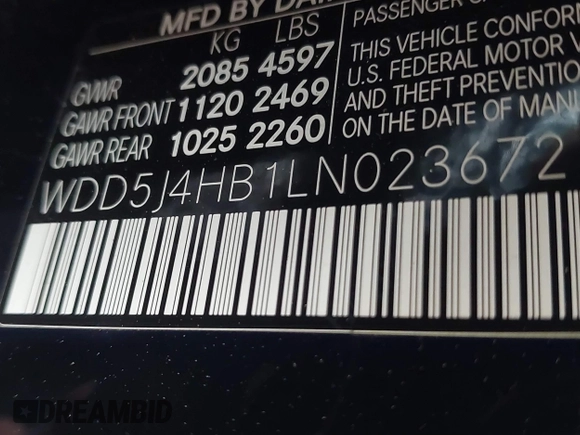 MFD BY DAI
KG LBS
GVWR 2085 4597
GAWR FRONT 1120 2469
GAWR REAR 1025 2260
PASSENGER
THIS VEHICLE CONFOR
U.S. FEDERAL MOTOR V
AND THEFT PREVENTIO
ON THE DATE OF MAN
WDD5J4HB1LN023672
DREAMBID